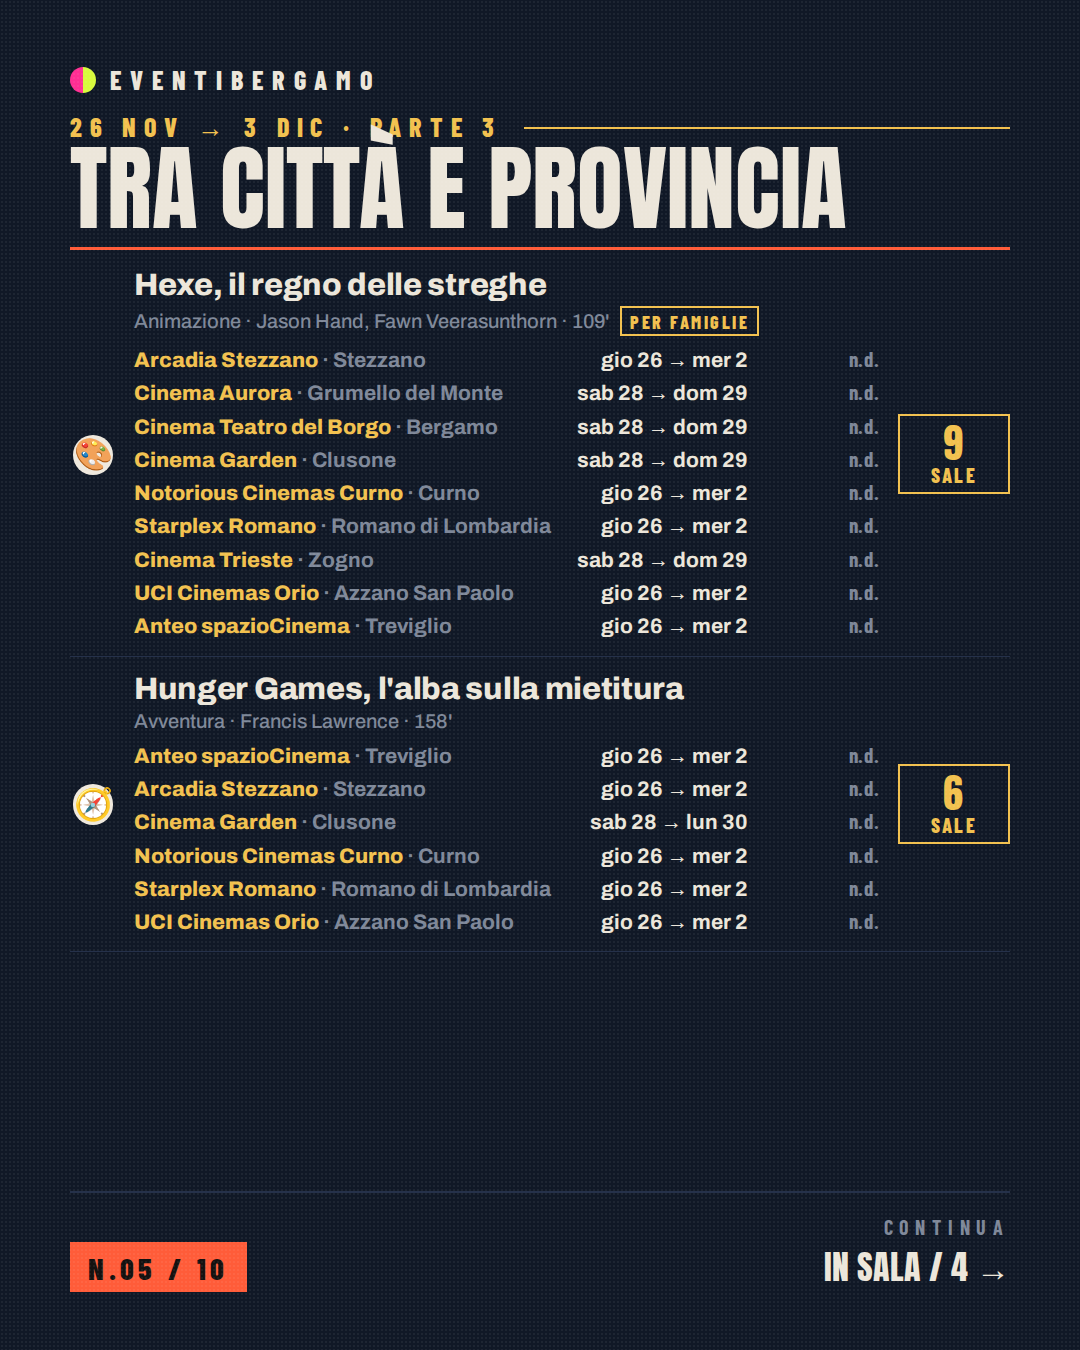 EVENTIBERGAMO
26 NOV → 3 DIC · PARTE 3
TRA CITTÀ E PROVINCIA
Hexe, il regno delle streghe
Animazione · Jason Hand, Fawn Veerasunthorn · 109' PER FAMIGLIE
Arcadia Stezzano · Stezzano gio 26 → mer 2 n.d.
Cinema Aurora · Grumello del Monte sab 28 → dom 29 n.d.
Cinema Teatro del Borgo · Bergamo sab 28 → dom 29 n.d.
Cinema Garden · Clusone sab 28 → dom 29 n.d.
Notorious Cinemas Curno · Curno gio 26 → mer 2 n.d.
Starplex Romano · Romano di Lombardia gio 26 → mer 2 n.d.
Cinema Trieste · Zogno sab 28 → dom 29 n.d.
UCI Cinemas Orio · Azzano San Paolo gio 26 → mer 2 n.d.
Anteo spazioCinema · Treviglio gio 26 → mer 2 n.d.
9
SALE
Hunger Games, l'alba sulla mietitura
Avventura · Francis Lawrence · 158'
Anteo spazioCinema · Treviglio gio 26 → mer 2 n.d.
Arcadia Stezzano · Stezzano gio 26 → mer 2 n.d.
Cinema Garden · Clusone sab 28 → lun 30 n.d.
Notorious Cinemas Curno · Curno gio 26 → mer 2 n.d.
Starplex Romano · Romano di Lombardia gio 26 → mer 2 n.d.
UCI Cinemas Orio · Azzano San Paolo gio 26 → mer 2 n.d.
6
SALE
CONTINUA
N.05 / 10
IN SALA / 4 →